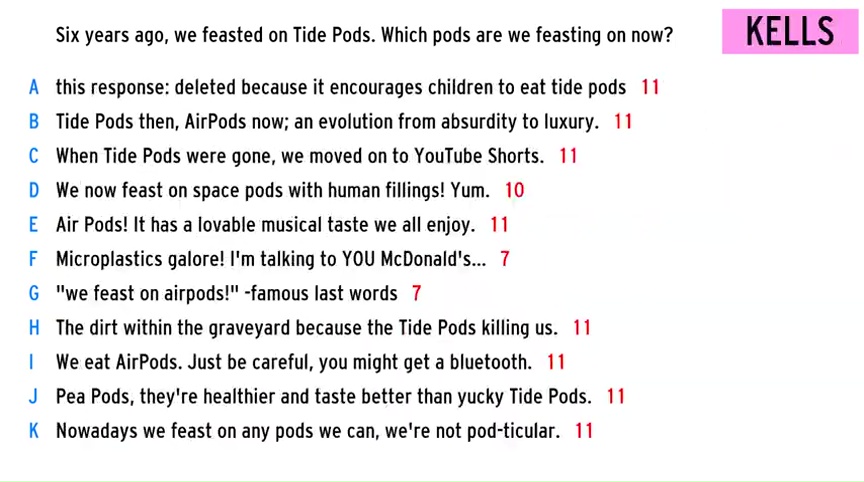 Six years ago, we feasted on Tide Pods. Which pods are we feasting on now?
KELLS
A this response: deleted because it encourages children to eat tide pods 11
B Tide Pods then, AirPods now; an evolution from absurdity to luxury. 11
C When Tide Pods were gone, we moved on to YouTube Shorts. 11
D We now feast on space pods with human fillings! Yum. 10
E Air Pods! It has a lovable musical taste we all enjoy. 11
F Microplastics galore! I'm talking to YOU McDonald's... 7
G "we feast on airpods!" -famous last words 7
H The dirt within the graveyard because the Tide Pods killing us. 11
I We eat AirPods. Just be careful, you might get a bluetooth. 11
J Pea Pods, they're healthier and taste better than yucky Tide Pods. 11
K Nowadays we feast on any pods we can, we're not pod-ticular. 11